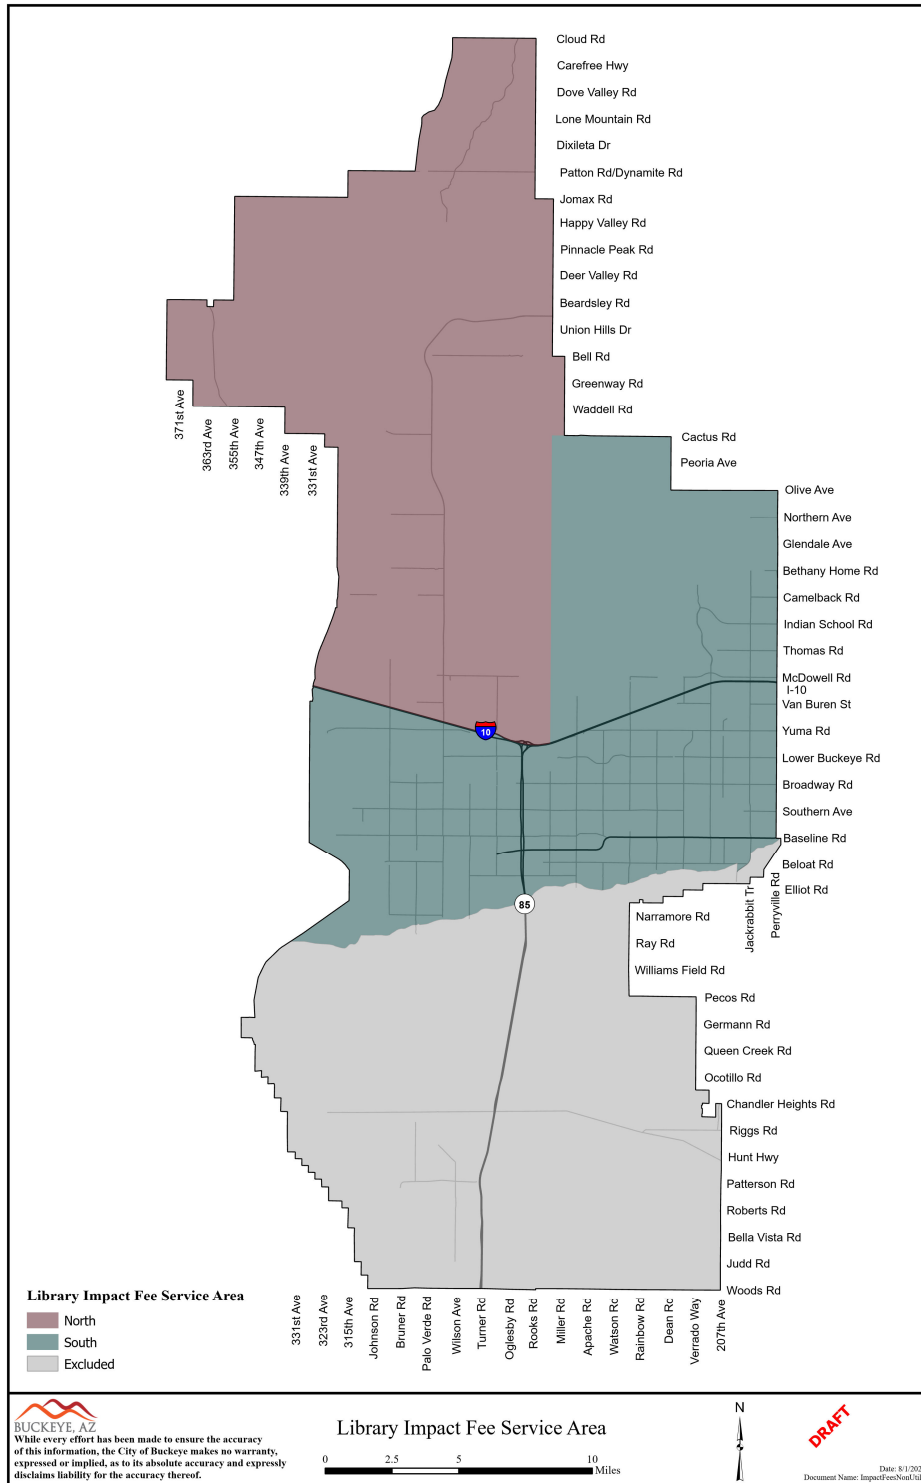 Cloud Rd
Carefree Hwy
Dove Valley Rd
Lone Mountain Rd
Dixileta Dr
Patton Rd/Dynamite Rd
Jomax Rd
Happy Valley Rd
Pinnacle Peak Rd
Deer Valley Rd
Beardsley Rd
Union Hills Dr
Bell Rd
Greenway Rd
Waddell Rd
371st Ave
363rd Ave
355th Ave
347th Ave
339th Ave
331st Ave
Cactus Rd
Peoria Ave
Olive Ave
Northern Ave
Glendale Ave
Bethany Home Rd
Camelback Rd
Indian School Rd
Thomas Rd
McDowell Rd
I-10
Van Buren St
10
Yuma Rd
Lower Buckeye Rd
Broadway Rd
Southern Ave
Baseline Rd
Beloat Rd
Elliot Rd
Jackrabbit Tr
Perryville Rd
85
Narramore Rd
Ray Rd
Williams Field Rd
Pecos Rd
Germann Rd
Queen Creek Rd
Ocotillo Rd
Chandler Heights Rd
Riggs Rd
Hunt Hwy
Patterson Rd
Roberts Rd
Bella Vista Rd
Judd Rd
Woods Rd
Library Impact Fee Service Area
North
South
Excluded
331st Ave
323rd Ave
315th Ave
Johnson Rd
Bruner Rd
Palo Verde Rd
Wilson Ave
Turner Rd
Oglesby Rd
Rooks Rd
Miller Rd
Apache Rd
Watson Rd
Rainbow Rd
Dean Rd
Verrado Way
207th Ave
BUCKEYE, AZ
While every effort has been made to ensure the accuracy
of this information, the City of Buckeye makes no warranty,
expressed or implied, as to its absolute accuracy and expressly
disclaims liability for the accuracy thereof.
Library Impact Fee Service Area
0 2.5 5 10
Miles
N
DRAFT
Date: 8/1/202
Document Name: ImpactFeesNonUtil